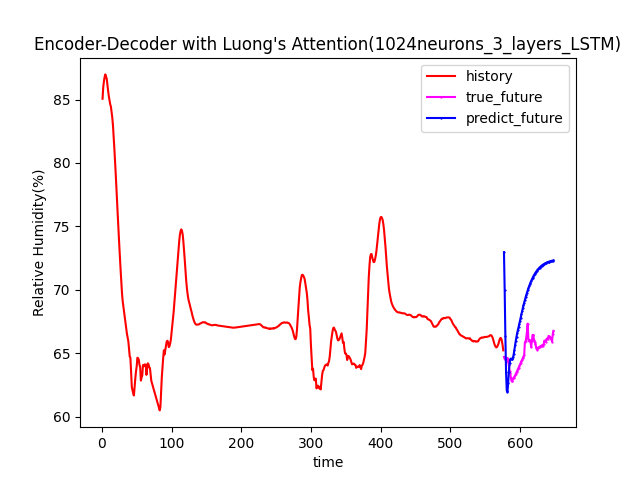 Encoder-Decoder with Luong's Attention(1024neurons_3_layers_LSTM)
history
true_future
predict_future
Relative Humidity(%)
85
80
75
70
65
60
0 100 200 300 400 500 600
time